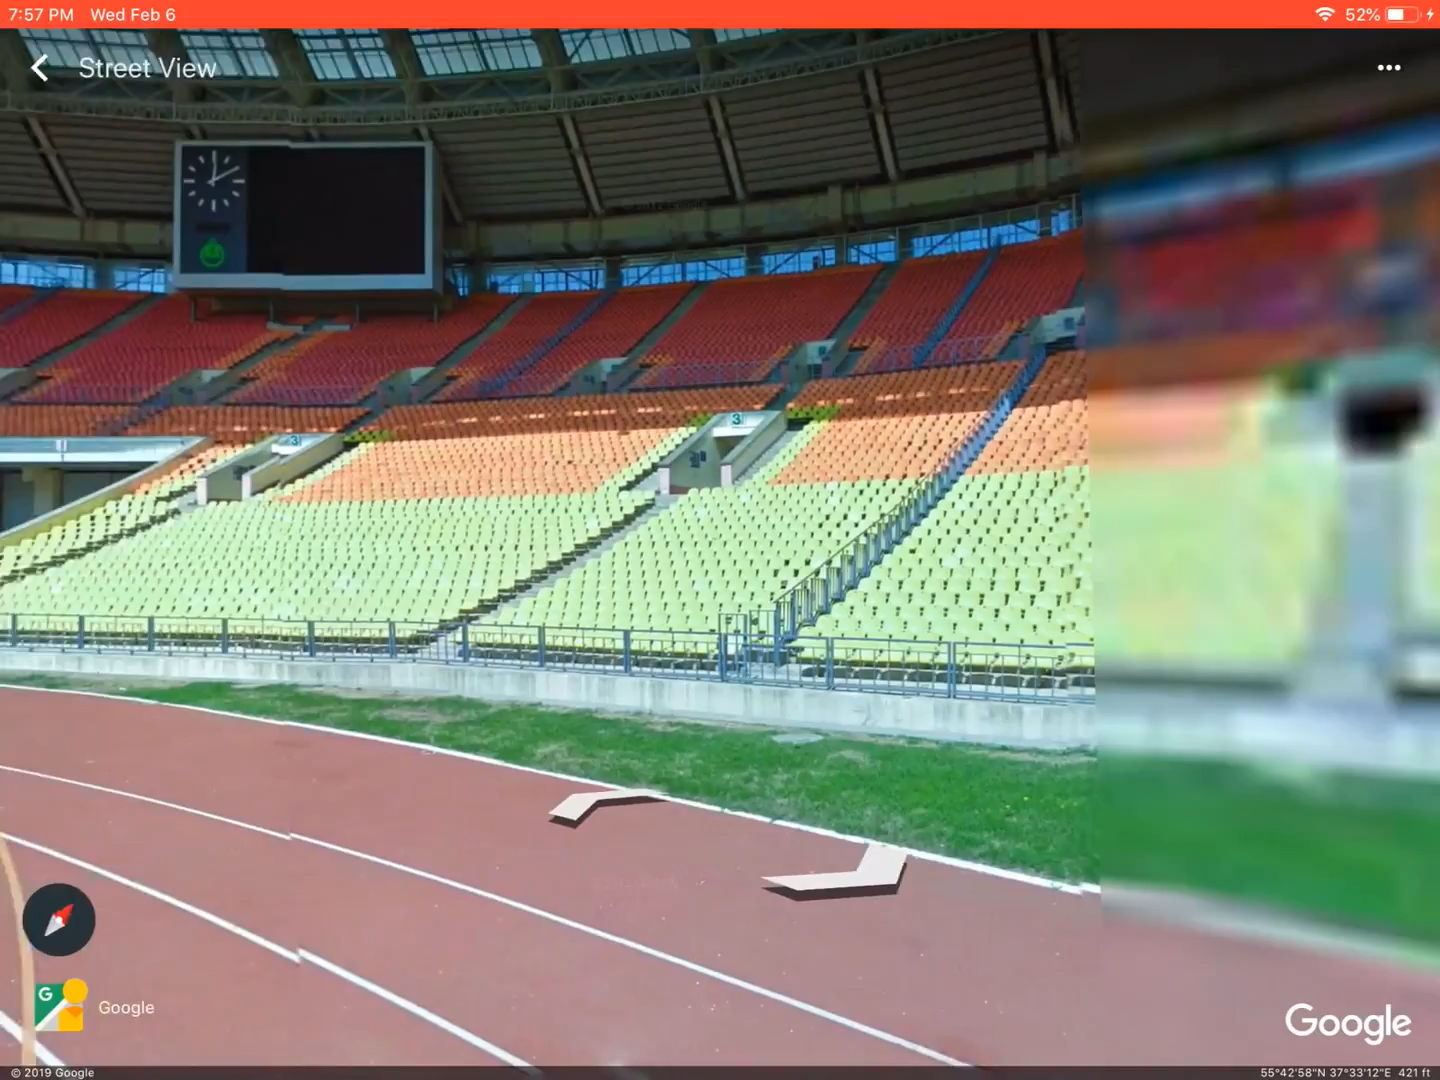 7:57 PM Wed Feb 6
52%
Street View
3
3
G
Google
Google
© 2019 Google
55°42'58"N 37°33'12"E 421 ft